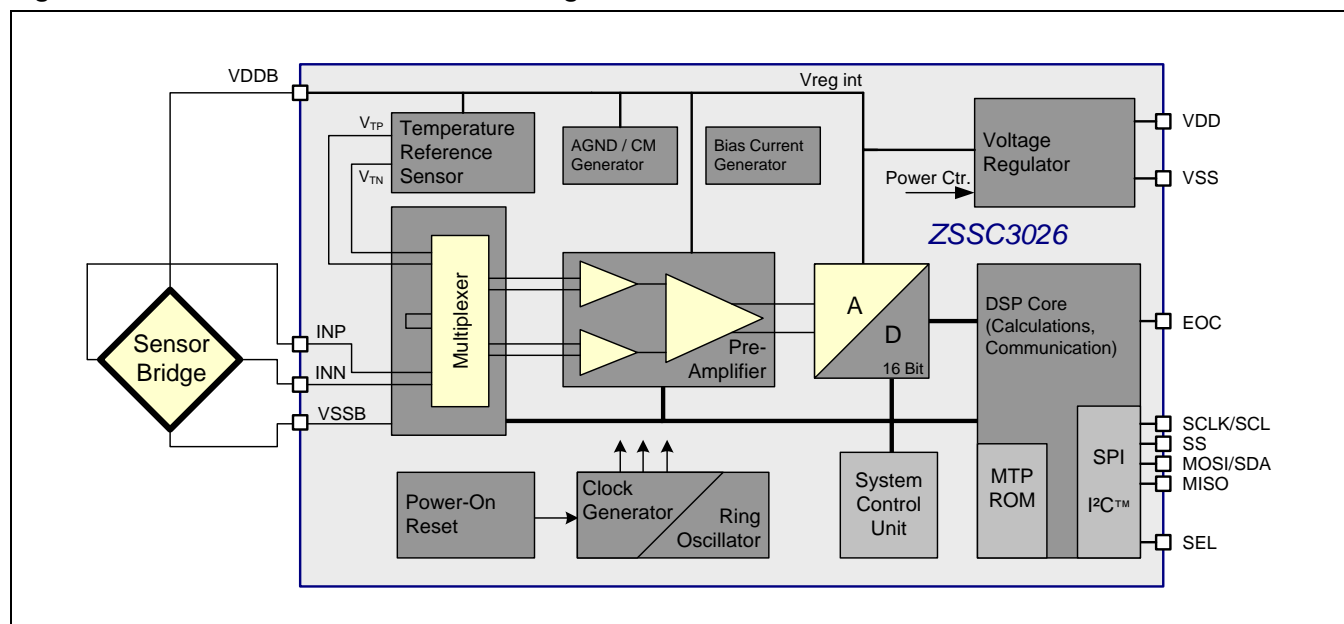 VDDB
Vreg int
VTP
VTN
Temperature
Reference
Sensor
AGND / CM
Generator
Bias Current
Generator
Voltage
Regulator
Power Ctr.
VDD
VSS
ZSSC3026
Multiplexer
Pre-
Amplifier
A
D
16 Bit
DSP Core
(Calculations,
Communication)
EOC
Sensor
Bridge
INP
INN
VSSB
Power-On
Reset
Clock
Generator
Ring
Oscillator
System
Control
Unit
MTP
ROM
SPI
I²C™
SCLK/SCL
SS
MOSI/SDA
MISO
SEL